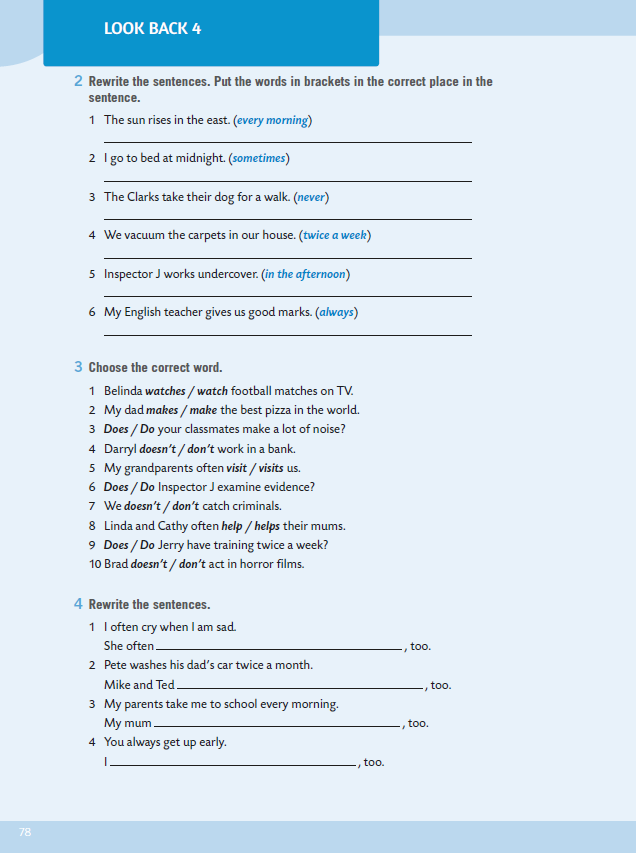 LOOK BACK 4
2 Rewrite the sentences. Put the words in brackets in the correct place in the
sentence.
1 The sun rises in the east. (every morning)
2 I go to bed at midnight. (sometimes)
3 The Clarks take their dog for a walk. (never)
4 We vacuum the carpets in our house. (twice a week)
5 Inspector J works undercover. (in the afternoon)
6 My English teacher gives us good marks. (always)
3 Choose the correct word.
1 Belinda watches / watch football matches on TV.
2 My dad makes / make the best pizza in the world.
3 Does / Do your classmates make a lot of noise?
4 Darryl doesn't / don't work in a bank.
5 My grandparents often visit / visits us.
6 Does / Do Inspector J examine evidence?
7 We doesn't / don't catch criminals.
8 Linda and Cathy often help / helps their mums.
9 Does / Do Jerry have training twice a week?
10 Brad doesn't / don't act in horror films.
4 Rewrite the sentences.
1 I often cry when I am sad.
She often ____, too.
2 Pete washes his dad's car twice a month.
Mike and Ted ____, too.
3 My parents take me to school every morning.
My mum ____, too.
4 You always get up early.
I ____, too.
78